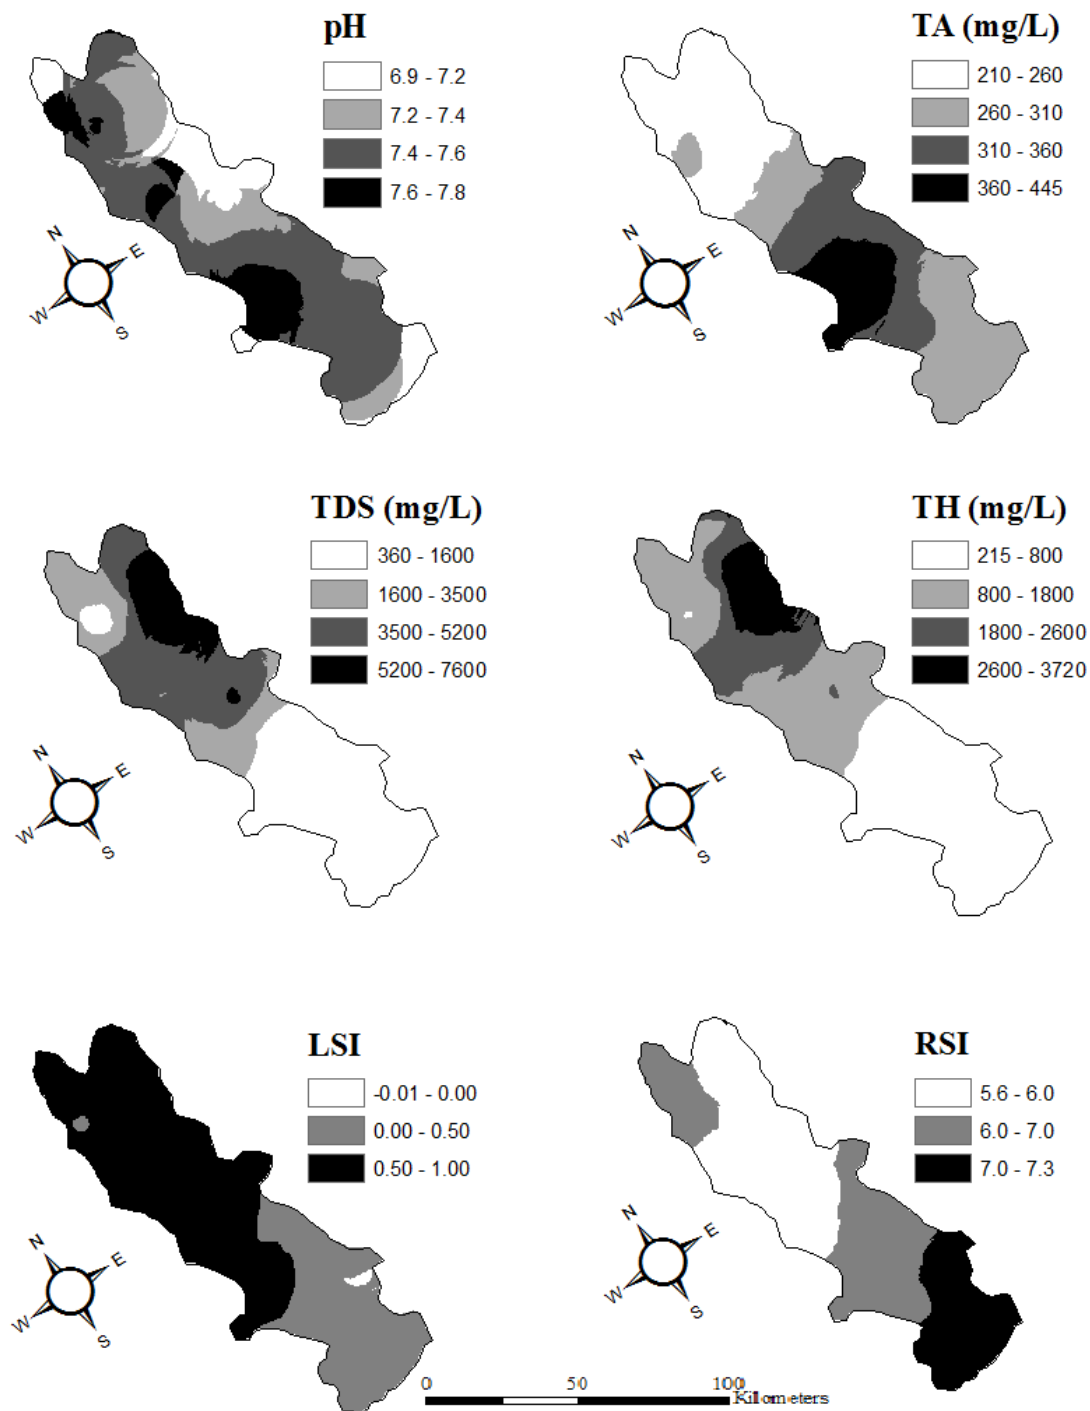 pH
6.9 - 7.2
7.2 - 7.4
7.4 - 7.6
7.6 - 7.8
N
E
W
S
TA (mg/L)
210 - 260
260 - 310
310 - 360
360 - 445
N
E
W
S
TDS (mg/L)
360 - 1600
1600 - 3500
3500 - 5200
5200 - 7600
N
E
W
S
TH (mg/L)
215 - 800
800 - 1800
1800 - 2600
2600 - 3720
N
E
W
S
LSI
-0.01 - 0.00
0.00 - 0.50
0.50 - 1.00
N
E
W
S
RSI
5.6 - 6.0
6.0 - 7.0
7.0 - 7.3
N
E
W
S
0 50 100
Kilometers